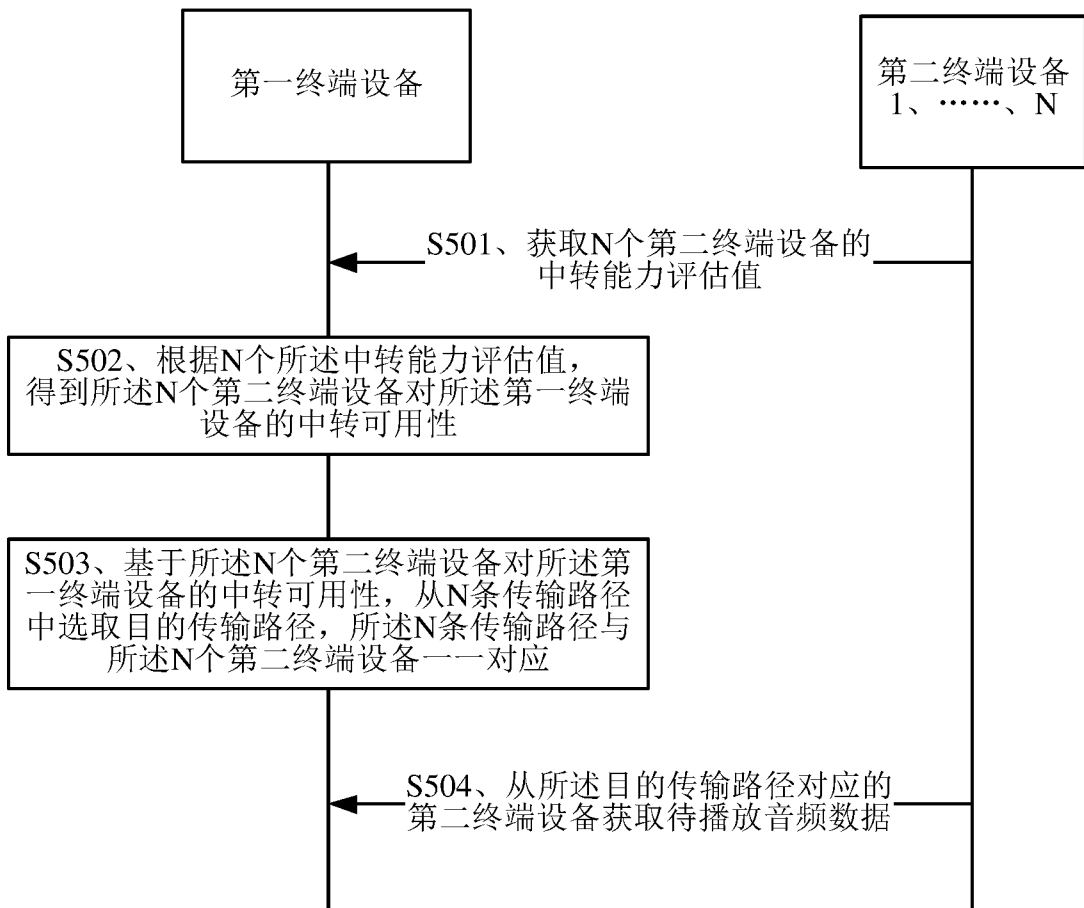 第一终端设备
第二终端设备
1、……、N
S501、获取N个第二终端设备的
中转能力评估值
S502、根据N个所述中转能力评估值，
得到所述N个第二终端设备对所述第一终端
设备的中转可用性
S503、基于所述N个第二终端设备对所述第
一终端设备的中转可用性，从N条传输路径
中选取目的传输路径，所述N条传输路径与
所述N个第二终端设备一一对应
S504、从所述目的传输路径对应的
第二终端设备获取待播放音频数据